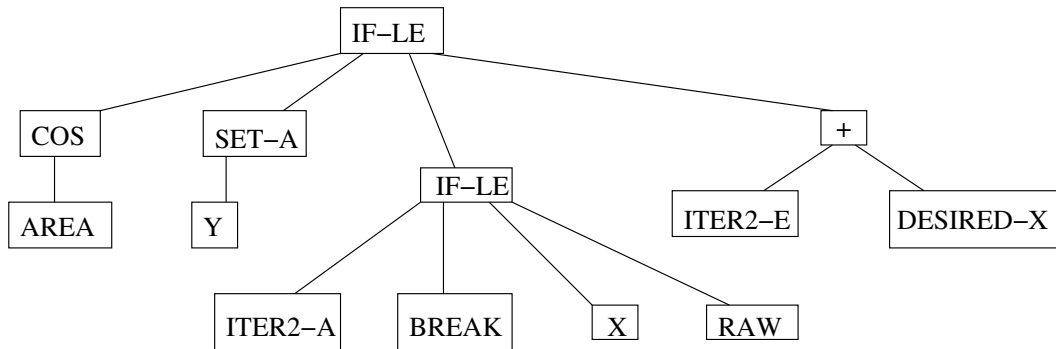 IF−LE
COS
SET−A
+
AREA
Y
IF−LE
ITER2−E
DESIRED−X
ITER2−A
BREAK
X
RAW